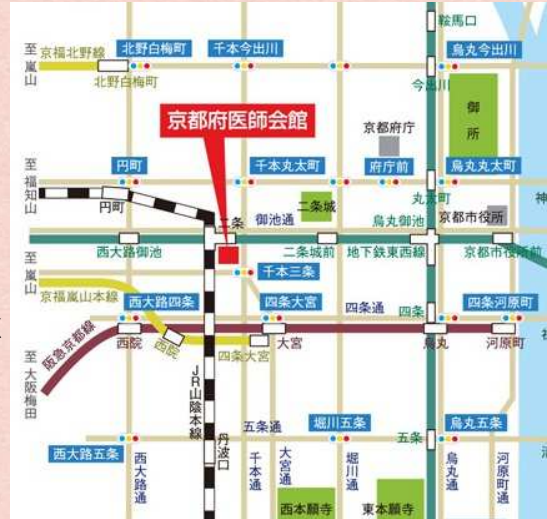 鞍馬口
至 嵐山
京福北野線
北野白梅町
千本今出川
烏丸今出川
北野白梅町
今出川
御所
京都府医師会館
京都府庁
至 福知山
円町
千本丸太町
府庁前
烏丸丸太町
円町
丸太町
二条城
二条
御池通
烏丸御池
京都市役所
神
西大路御池
二条城前
地下鉄東西線
京都市役所前
至 嵐山
千本三条
京福嵐山本線
西大路四条
四条大宮
四条通
四条
四条河原町
阪急京都線
西院
西院
大宮
四条大宮
烏丸
河原町
至 大阪梅田
JR山陰本線
丹波口
五条通
堀川五条
五条
烏丸五条
西大路五条
西大路通
千本通
大宮通
堀川通
烏丸通
河原町通
西本願寺
東本願寺